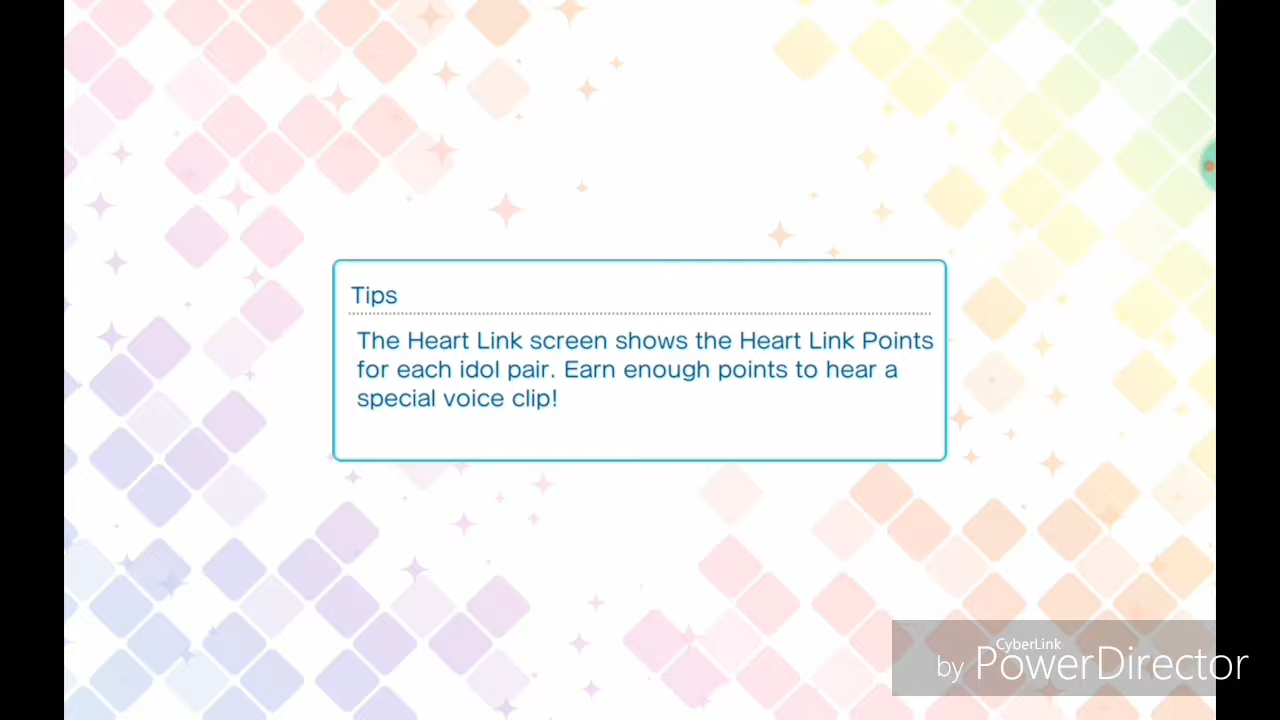 Tips
The Heart Link screen shows the Heart Link Points
for each idol pair. Earn enough points to hear a
special voice clip!
CyberLink
by PowerDirector